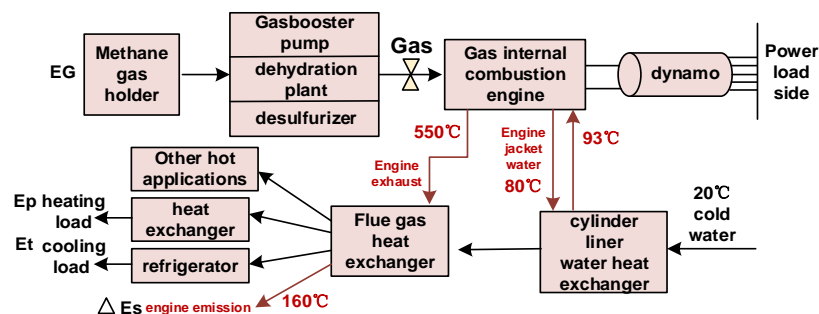 EG
Methane
gas
holder
Gasbooster
pump
dehydration
plant
desulfurizer
Gas
Gas internal
combustion
engine
dynamo
Power
load
side
550℃
Engine
exhaust
Engine
jacket
water
80℃
93℃
Other hot
applications
Ep heating
load
heat
exchanger
Et cooling
load
refrigerator
Flue gas
heat
exchanger
cylinder
liner
water heat
exchanger
20℃
cold
water
△ Es engine emission
160℃